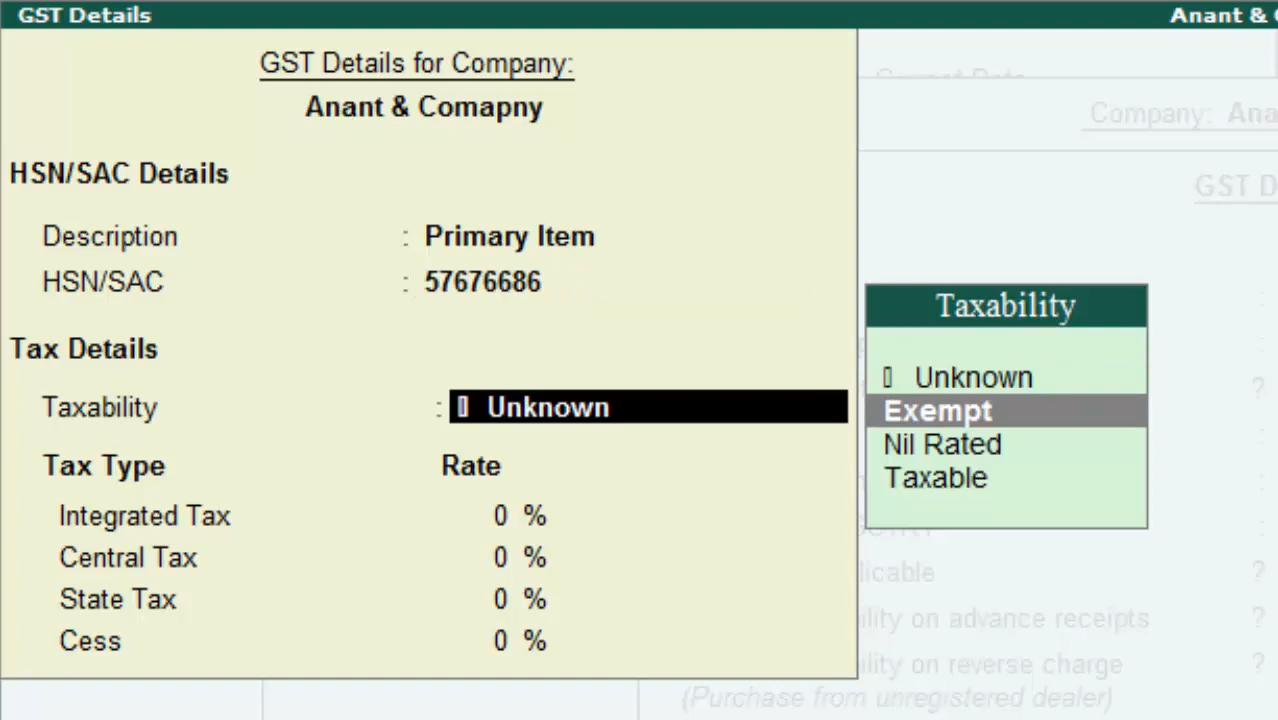 GST Details
Anant &
GST Details for Company:
Anant & Comapny
HSN/SAC Details
Description : Primary Item
HSN/SAC : 57676686
Tax Details
Taxability : Unknown
Tax Type Rate
Integrated Tax 0 %
Central Tax 0 %
State Tax 0 %
Cess 0 %
Company: Ana
GST D
Taxability
Unknown
Exempt
Nil Rated
Taxable
?
licable ?
ility on advance receipts ?
ility on reverse charge ?
(Purchase from unregistered dealer)